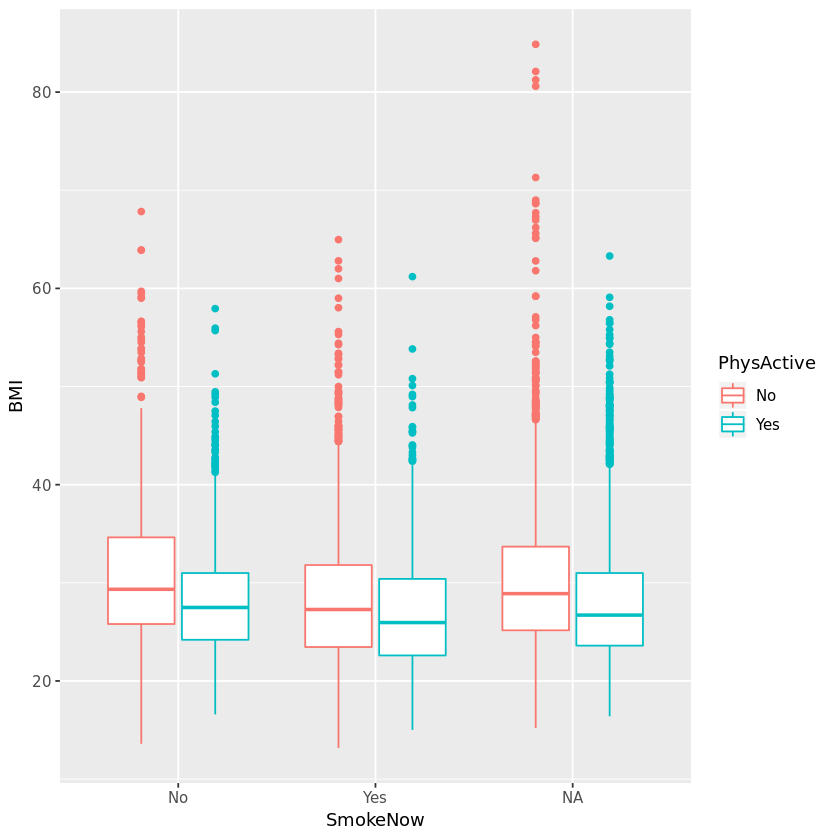 BMI
80
60
40
20
No
Yes
NA
SmokeNow
PhysActive
No
Yes